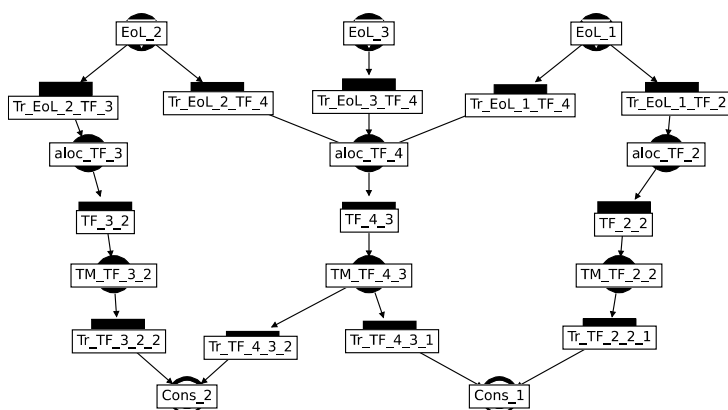 EoL_2
EoL_3
EoL_1
Tr_EoL_2_TF_3
Tr_EoL_2_TF_4
Tr_EoL_3_TF_4
Tr_EoL_1_TF_4
Tr_EoL_1_TF_2
aloc_TF_3
aloc_TF_4
aloc_TF_2
TF_3_2
TF_4_3
TF_2_2
TM_TF_3_2
TM_TF_4_3
TM_TF_2_2
Tr_TF_3_2_2
Tr_TF_4_3_2
Tr_TF_4_3_1
Tr_TF_2_2_1
Cons_2
Cons_1